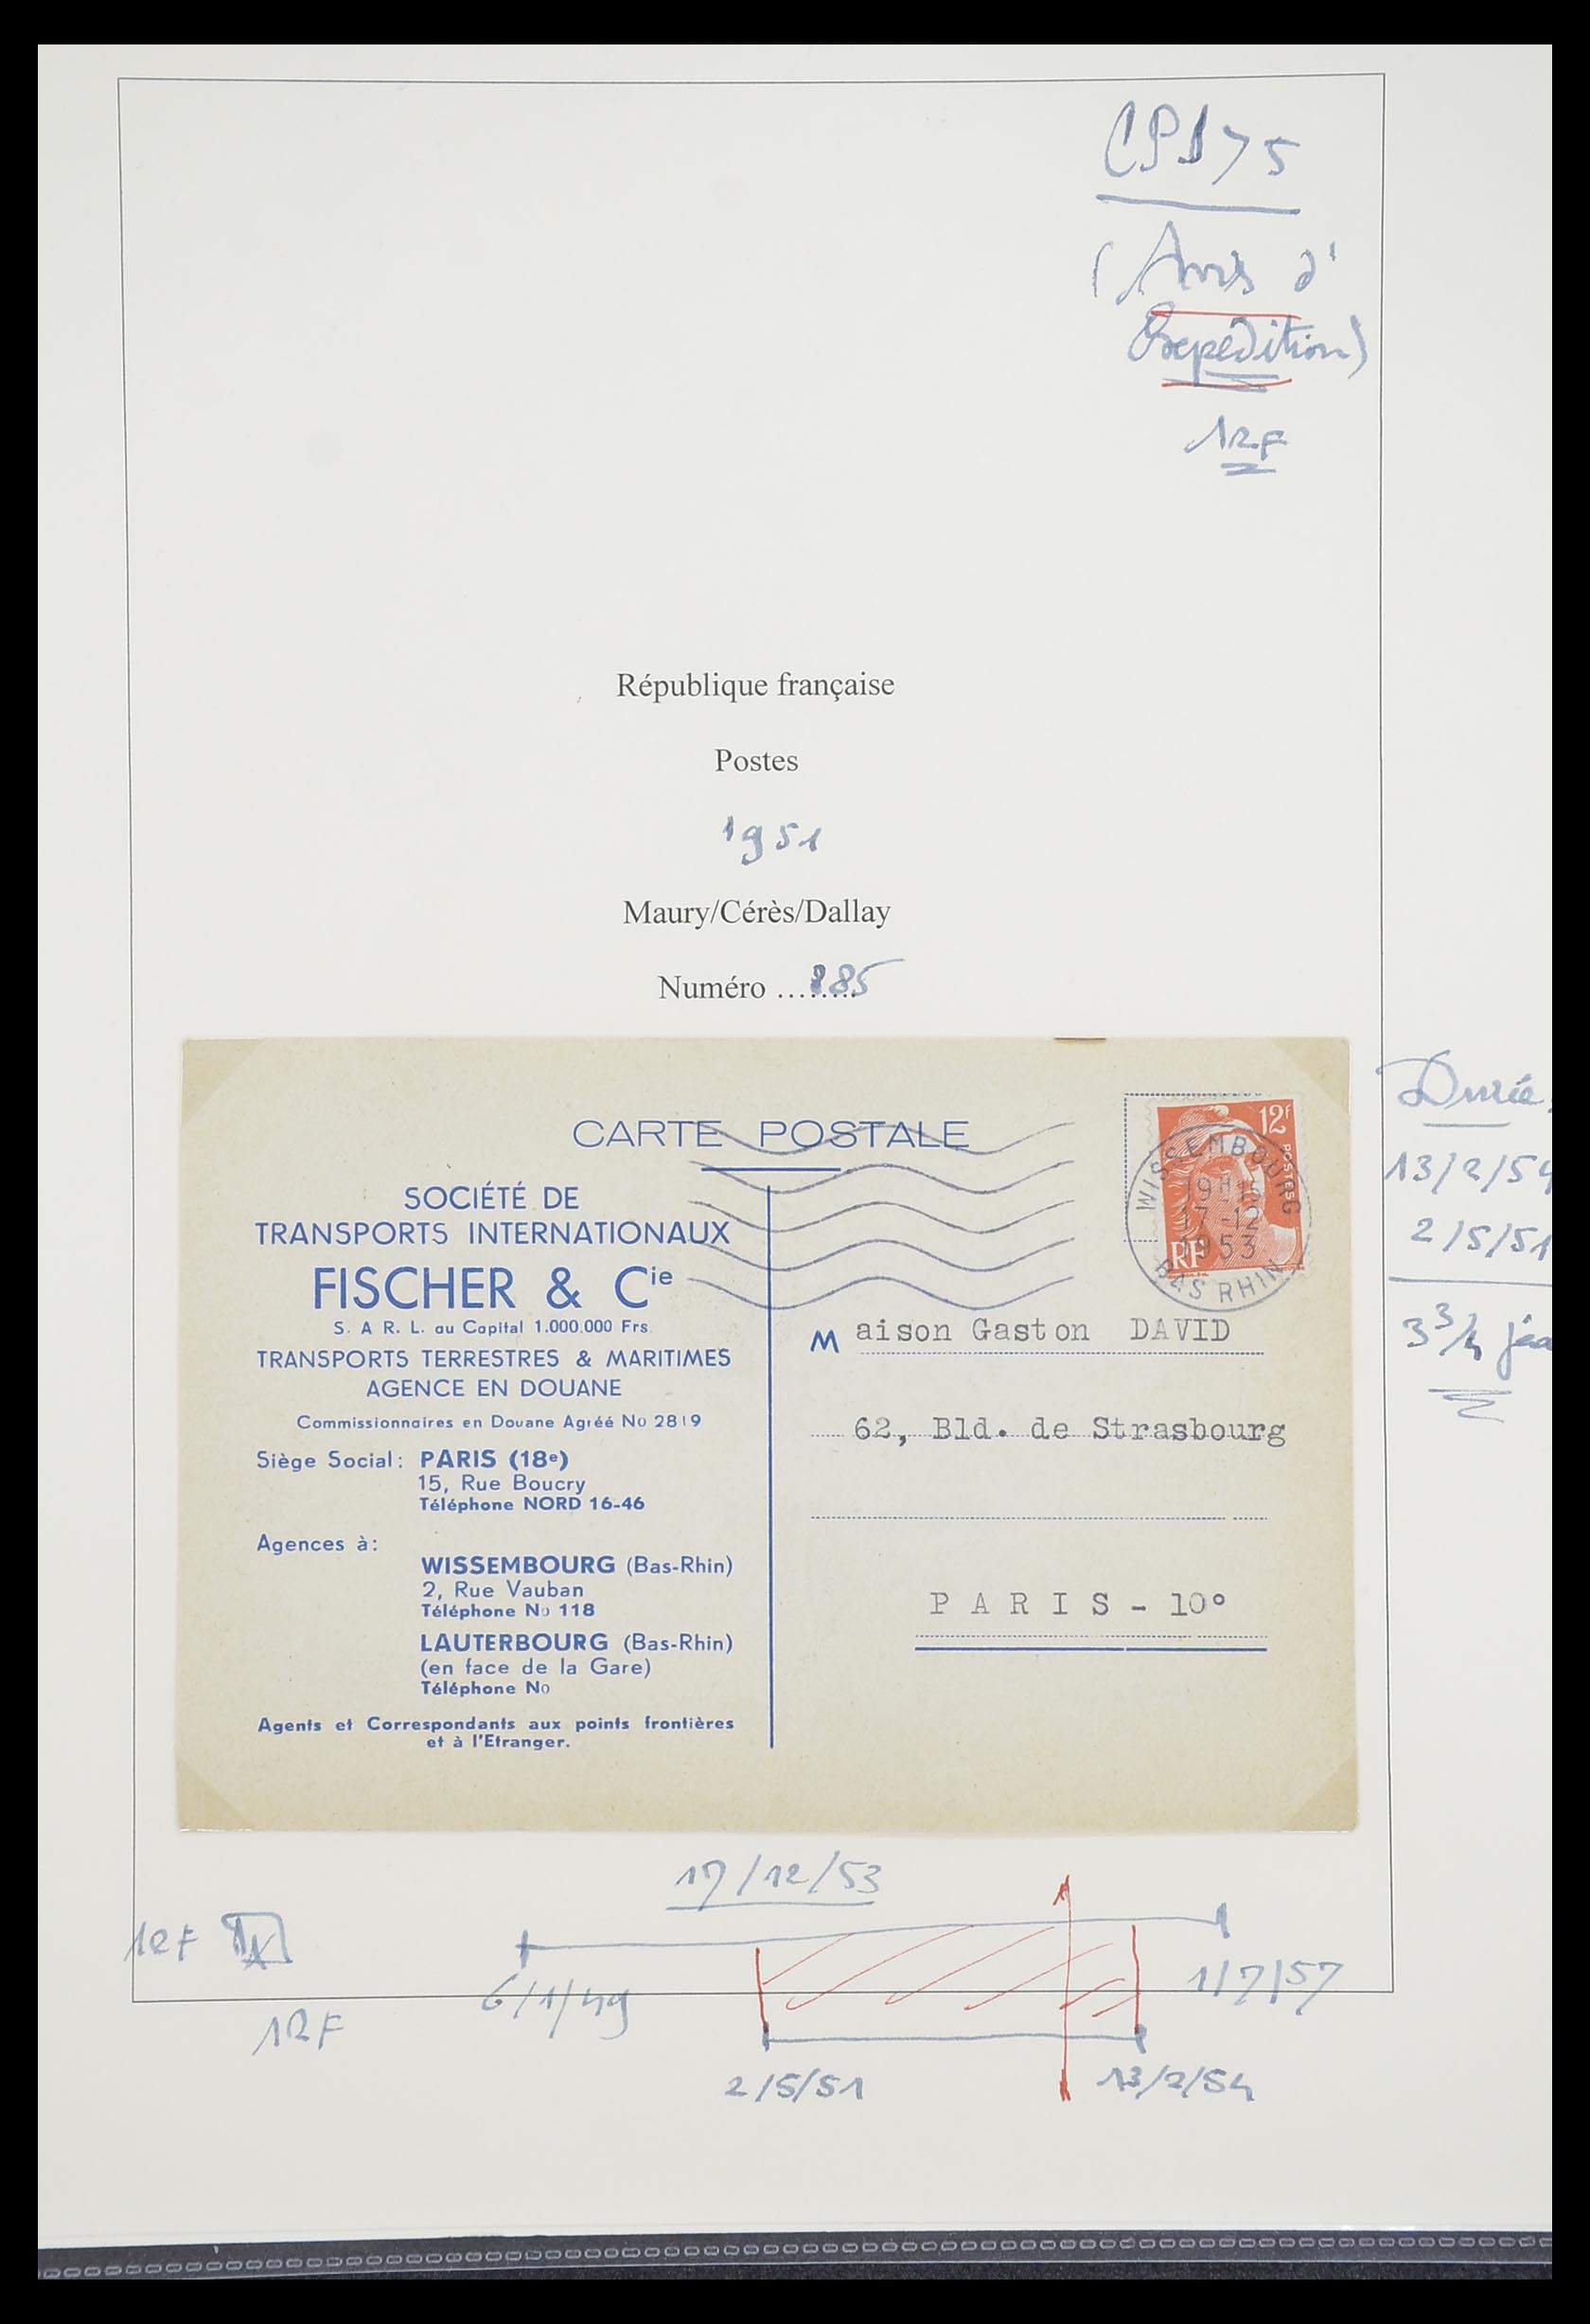 CP175
(Avis d'
Expédition)
12F
République française
Postes
1951
Maury/Cérès/Dallay
Numéro ........885
CARTE POSTALE
SOCIÉTÉ DE
TRANSPORTS INTERNATIONAUX
FISCHER & Cie
S. A R. L. au Capital 1.000.000 Frs.
TRANSPORTS TERRESTRES & MARITIMES
AGENCE EN DOUANE
Commissionnaires en Douane Agréé No 2819
Siège Social: PARIS (18e)
15, Rue Boucry
Téléphone NORD 16-46
Agences à:
WISSEMBOURG (Bas-Rhin)
2, Rue Vauban
Téléphone No 118
LAUTERBOURG (Bas-Rhin)
(en face de la Gare)
Téléphone No
Agents et Correspondants aux points frontières
et à l'Etranger.
12F
POSTES
RF
WISSEMBOURG
17-12
1953
BAS RHIN
Maison Gaston DAVID
62, Bld. de Strasbourg
PARIS - 10°
Durée:
13/2/54
2/5/51
3 3/4
17/12/53
12F
6/1/49
1/7/57
12F
2/5/51
13/2/54